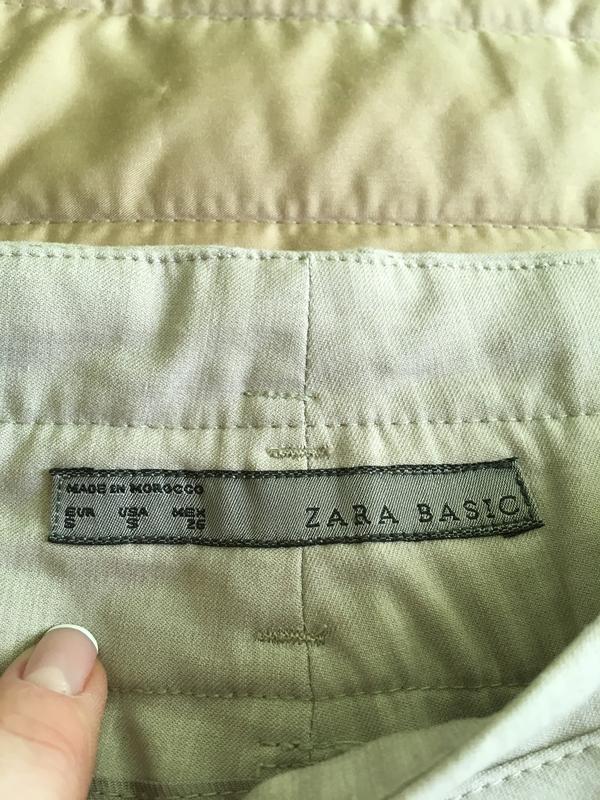 MADE IN MOROCCO
EUR USA MEX
S S 26
ZARA BASIC